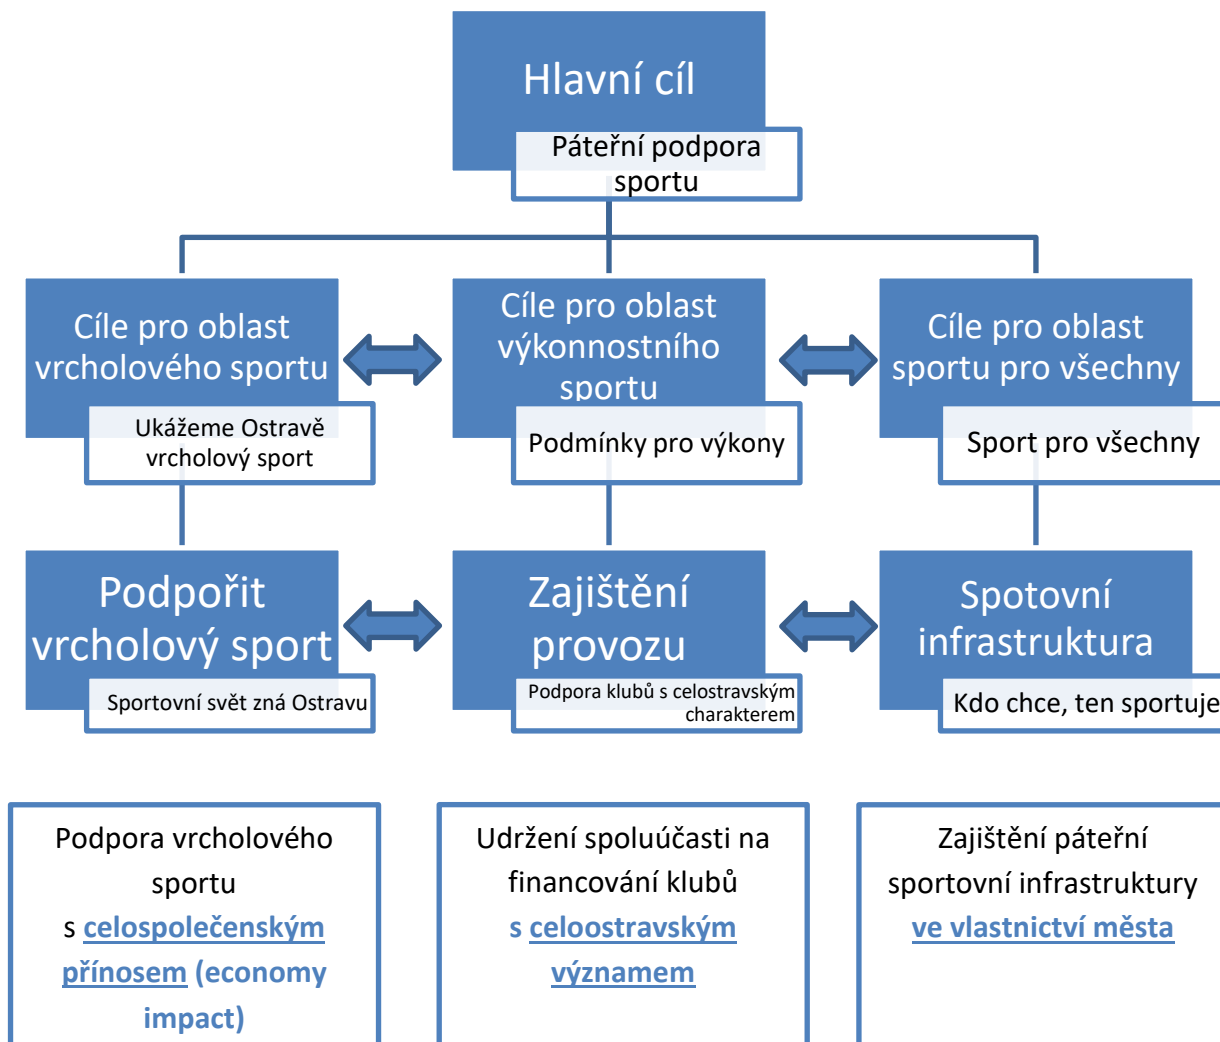 Hlavní cíl
Páteřní podpora
sportu
Cíle pro oblast
vrcholového sportu
Ukážeme Ostravě
vrcholový sport
Cíle pro oblast
výkonnostního
sportu
Podmínky pro výkony
Cíle pro oblast
sportu pro všechny
Sport pro všechny
Podpořit
vrcholový sport
Sportovní svět zná Ostravu
Zajištění
provozu
Podpora klubů s celostravským
charakterem
Spotovní
infrastruktura
Kdo chce, ten sportuje
Podpora vrcholového
sportu
s celospolečenským
přínosem (economy
impact)
Udržení spoluúčasti na
financování klubů
s celoostravským
významem
Zajištění páteřní
sportovní infrastruktury
ve vlastnictví města